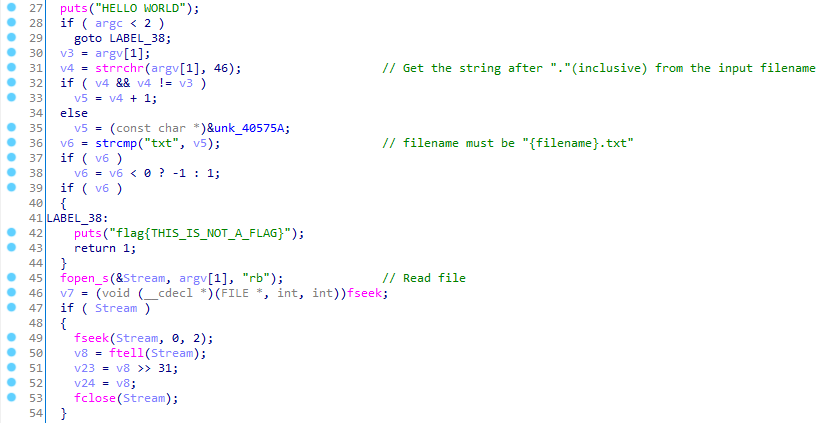 27 puts("HELLO WORLD");
28 if ( argc < 2 )
29 goto LABEL_38;
30 v3 = argv[1];
31 v4 = strrchr(argv[1], 46); // Get the string after "."(inclusive) from the input filename
32 if ( v4 && v4 != v3 )
33 v5 = v4 + 1;
34 else
35 v5 = (const char *)&unk_40575A;
36 v6 = strcmp("txt", v5); // filename must be "{filename}.txt"
37 if ( v6 )
38 v6 = v6 < 0 ? -1 : 1;
39 if ( v6 )
40 {
41 LABEL_38:
42 puts("flag{THIS_IS_NOT_A_FLAG}");
43 return 1;
44 }
45 fopen_s(&Stream, argv[1], "rb"); // Read file
46 v7 = (void (__cdecl *)(FILE *, int, int))fseek;
47 if ( Stream )
48 {
49 fseek(Stream, 0, 2);
50 v8 = ftell(Stream);
51 v23 = v8 >> 31;
52 v24 = v8;
53 fclose(Stream);
54 }